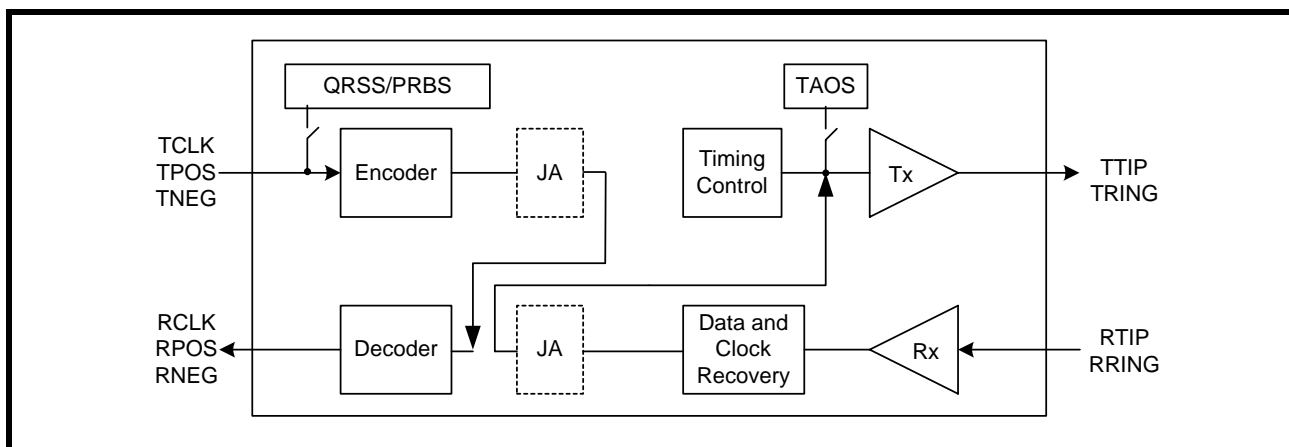 QRSS/PRBS
TAOS
TCLK
TPOS
TNEG
Encoder
JA
Timing
Control
Tx
TTIP
TRING
RCLK
RPOS
RNEG
Decoder
JA
Data and
Clock
Recovery
Rx
RTIP
RRING